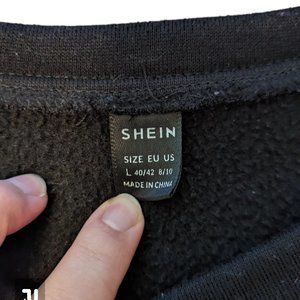 SHEIN
SIZE EU US
L 40/42 8/10
MADE IN CHINA